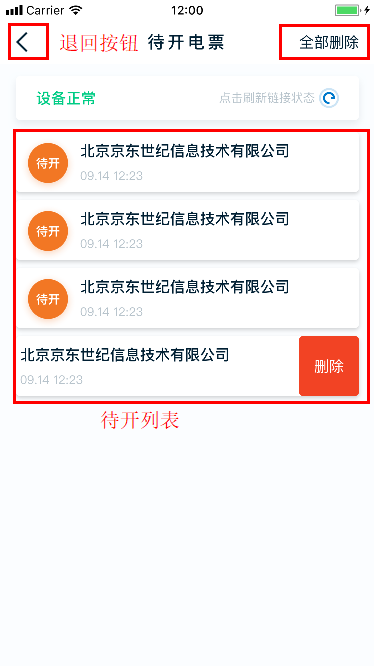 Carrier 12:00
退回按钮 待开电票 全部删除
设备正常 点击刷新链接状态
待开 北京京东世纪信息技术有限公司
09.14 12:23
待开 北京京东世纪信息技术有限公司
09.14 12:23
待开 北京京东世纪信息技术有限公司
09.14 12:23
北京京东世纪信息技术有限公司 删除
09.14 12:23
待开列表